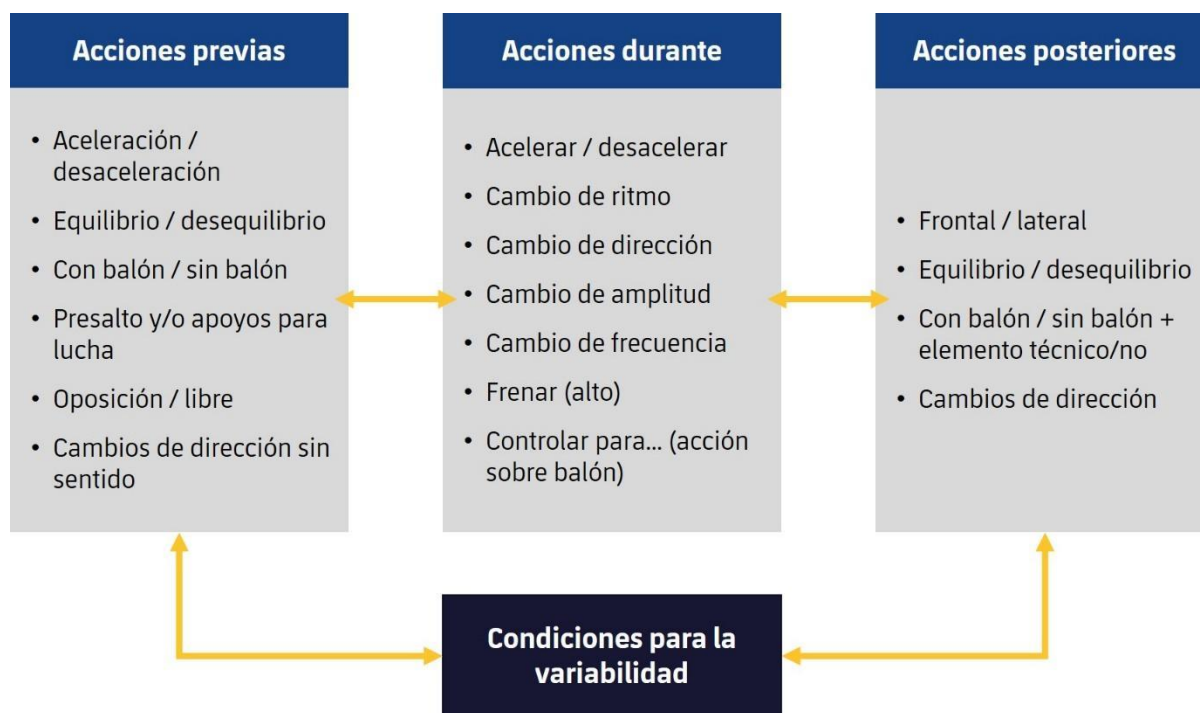 Acciones previas
• Aceleración /
desaceleración
• Equilibrio / desequilibrio
• Con balón / sin balón
• Presalto y/o apoyos para
lucha
• Oposición / libre
• Cambios de dirección sin
sentido
Acciones durante
• Acelerar / desacelerar
• Cambio de ritmo
• Cambio de dirección
• Cambio de amplitud
• Cambio de frecuencia
• Frenar (alto)
• Controlar para... (acción
sobre balón)
Acciones posteriores
• Frontal / lateral
• Equilibrio / desequilibrio
• Con balón / sin balón +
elemento técnico/no
• Cambios de dirección
Condiciones para la
variabilidad